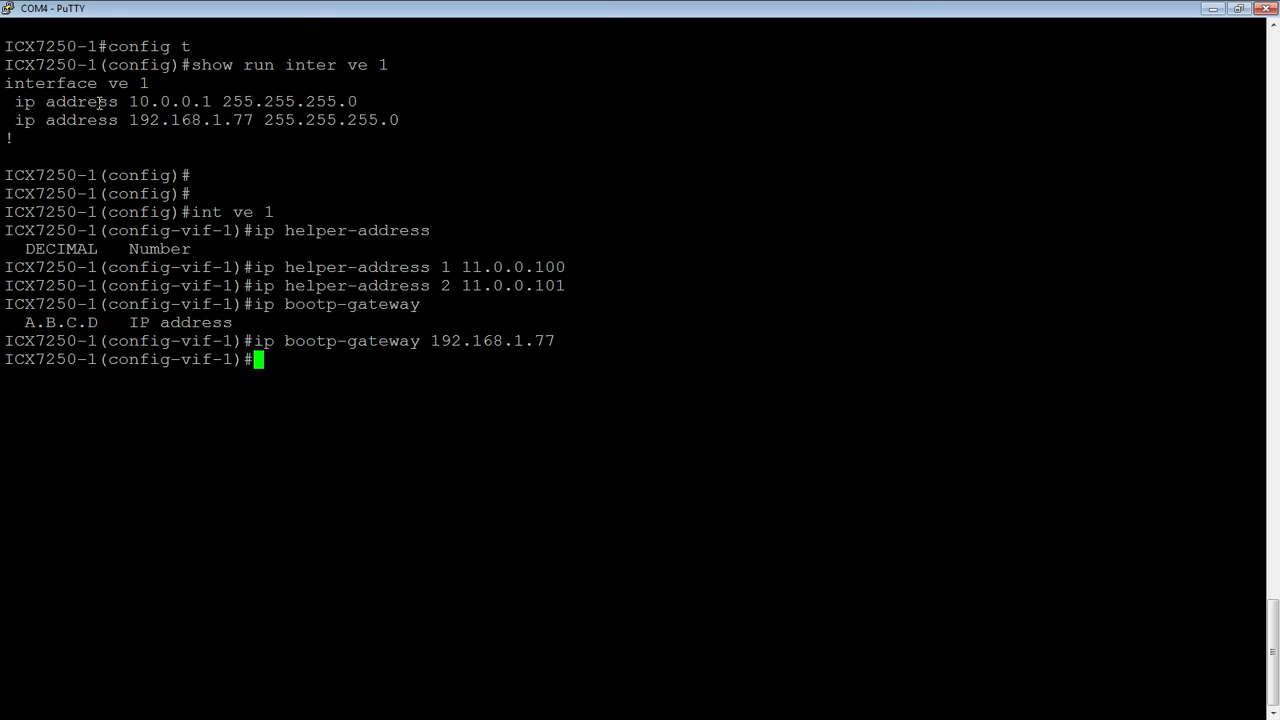 COM4 - PuTTY
ICX7250-1#config t
ICX7250-1(config)#show run inter ve 1
interface ve 1
 ip address 10.0.0.1 255.255.255.0
 ip address 192.168.1.77 255.255.255.0
!
ICX7250-1(config)#
ICX7250-1(config)#
ICX7250-1(config)#int ve 1
ICX7250-1(config-vif-1)#ip helper-address
  DECIMAL   Number
ICX7250-1(config-vif-1)#ip helper-address 1 11.0.0.100
ICX7250-1(config-vif-1)#ip helper-address 2 11.0.0.101
ICX7250-1(config-vif-1)#ip bootp-gateway
  A.B.C.D   IP address
ICX7250-1(config-vif-1)#ip bootp-gateway 192.168.1.77
ICX7250-1(config-vif-1)#